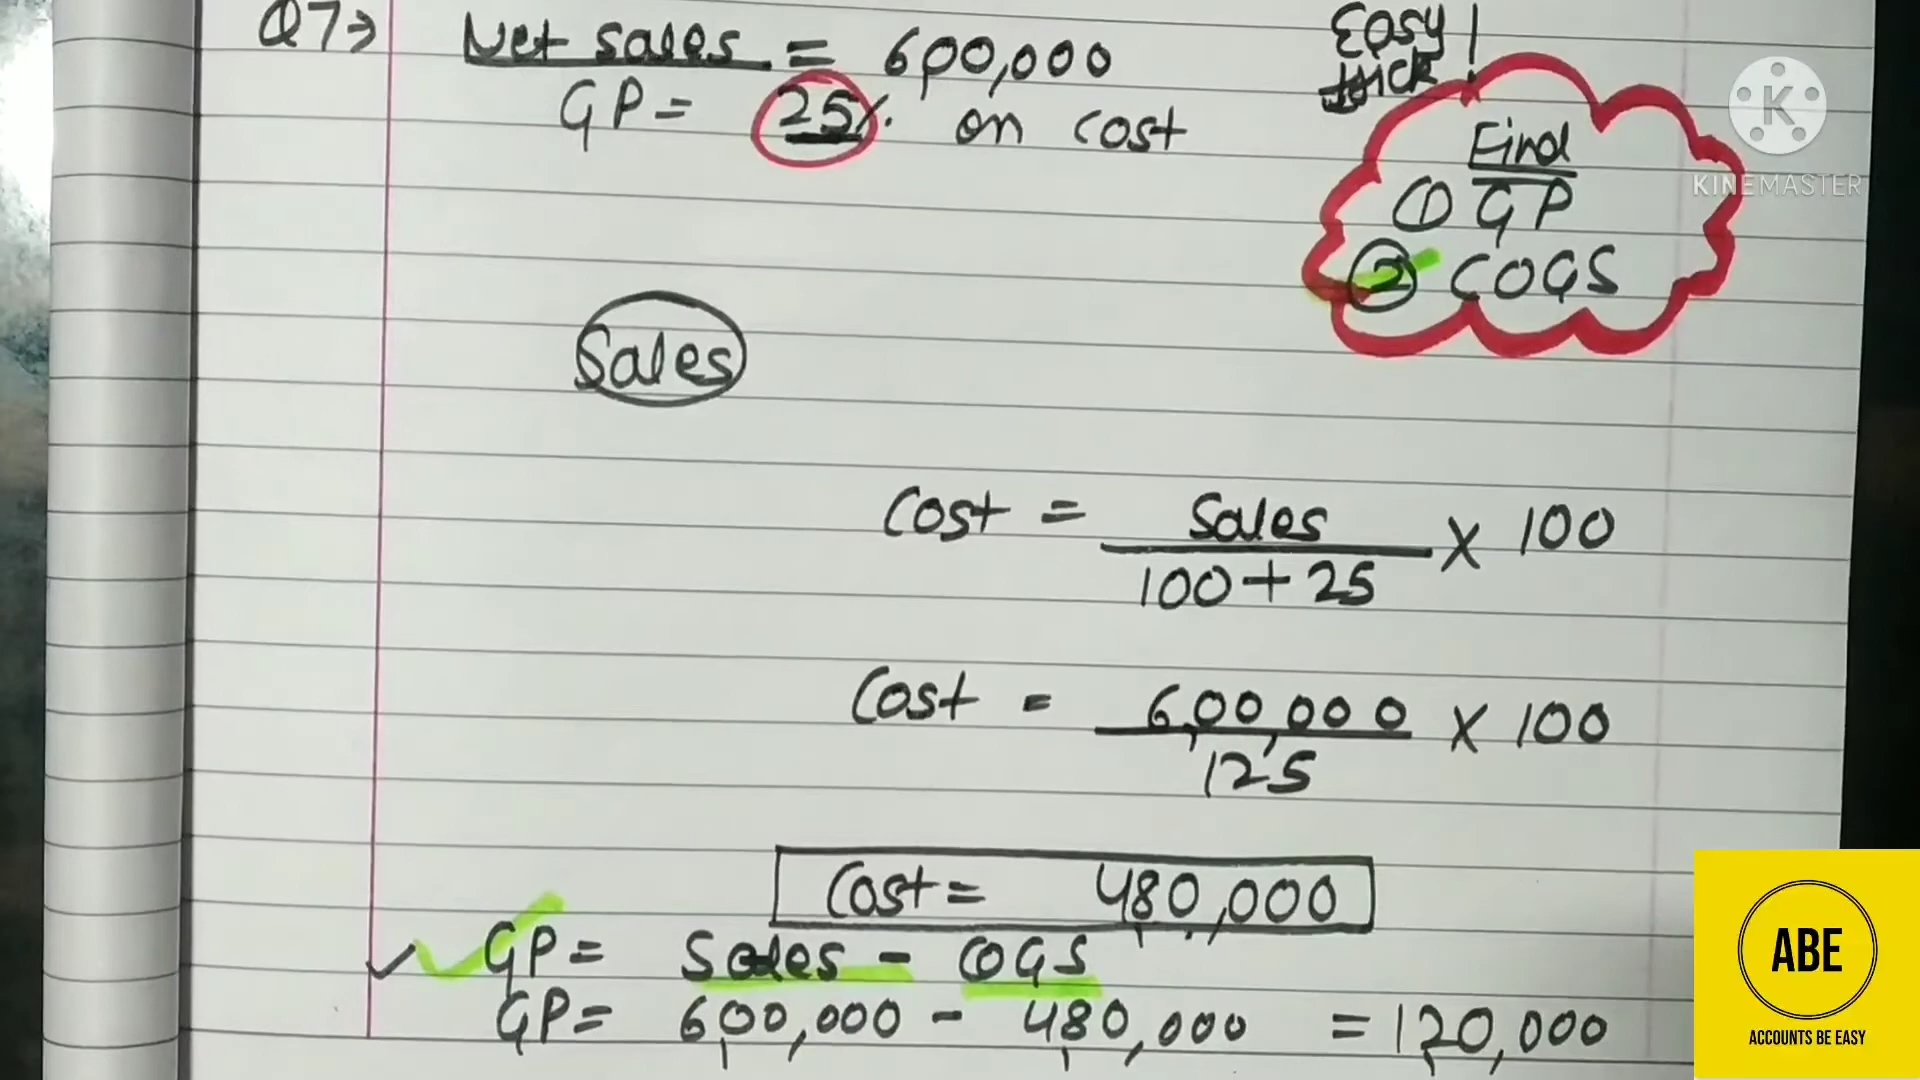 Q7⇒ Net sales = 600,000
GP = 25% on cost
Easy!
trick
Find
① GP
② COGS
K
KINEMASTER
Sales
Cost = Sales / 100+25 X 100
Cost = 600,000 / 125 X 100
Cost = 480,000
GP = Sales - COGS
GP = 600,000 - 480,000 = 120,000
ABE
ACCOUNTS BE EASY